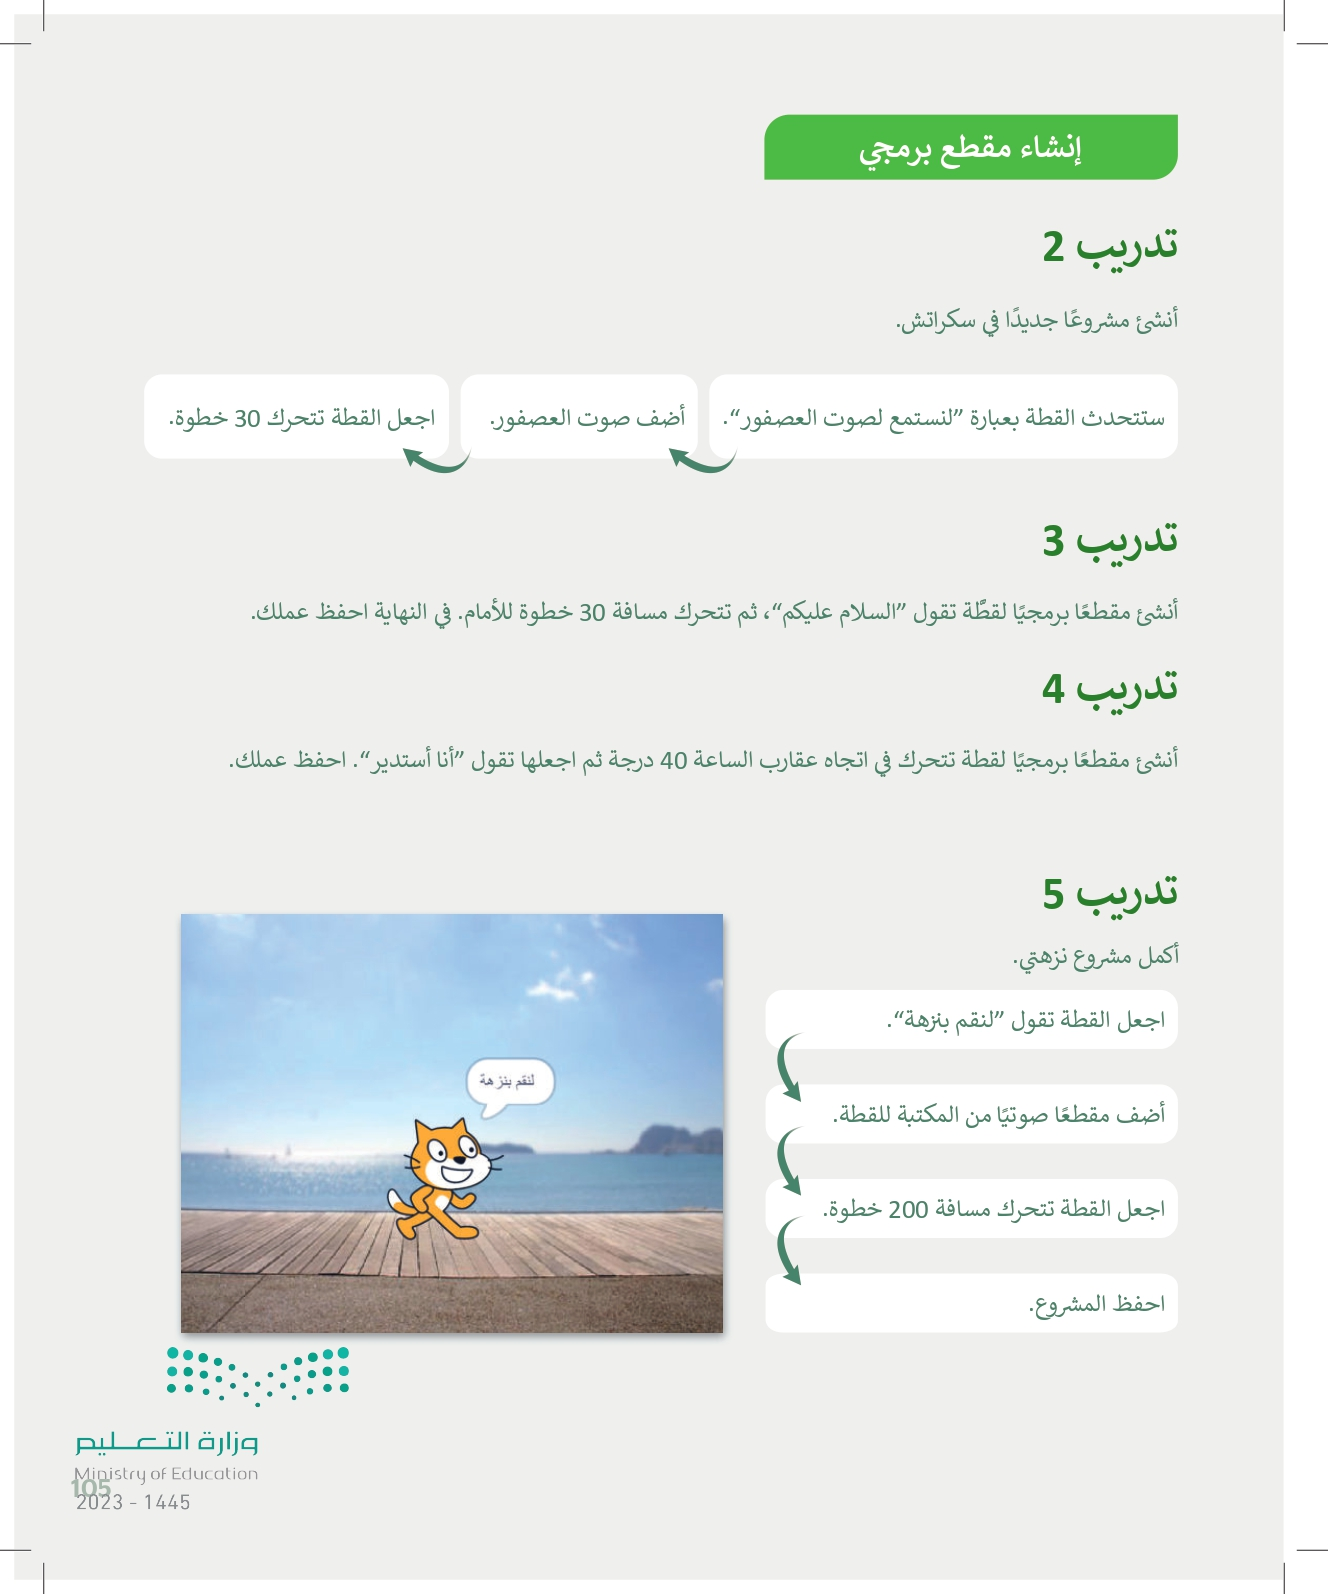 إنشاء مقطع برمجي
تدريب 2
أنشئ مشروعًا جديدًا في سكراتش.
ستتحدث القطة بعبارة ”لنستمع لصوت العصفور“.
أضف صوت العصفور.
اجعل القطة تتحرك 30 خطوة.
تدريب 3
أنشئ مقطعًا برمجيًا لقطَّة تقول ”السلام عليكم“، ثم تتحرك مسافة 30 خطوة للأمام. في النهاية احفظ عملك.
تدريب 4
أنشئ مقطعًا برمجيًا لقطة تتحرك في اتجاه عقارب الساعة 40 درجة ثم اجعلها تقول ”أنا أستدير“. احفظ عملك.
تدريب 5
أكمل مشروع نزهتي.
اجعل القطة تقول ”لنقم بنزهة“.
أضف مقطعًا صوتيًا من المكتبة للقطة.
اجعل القطة تتحرك مسافة 200 خطوة.
احفظ المشروع.
لنقم بنزهة
وزارة التعليم
Ministry of Education
105
2023 - 1445